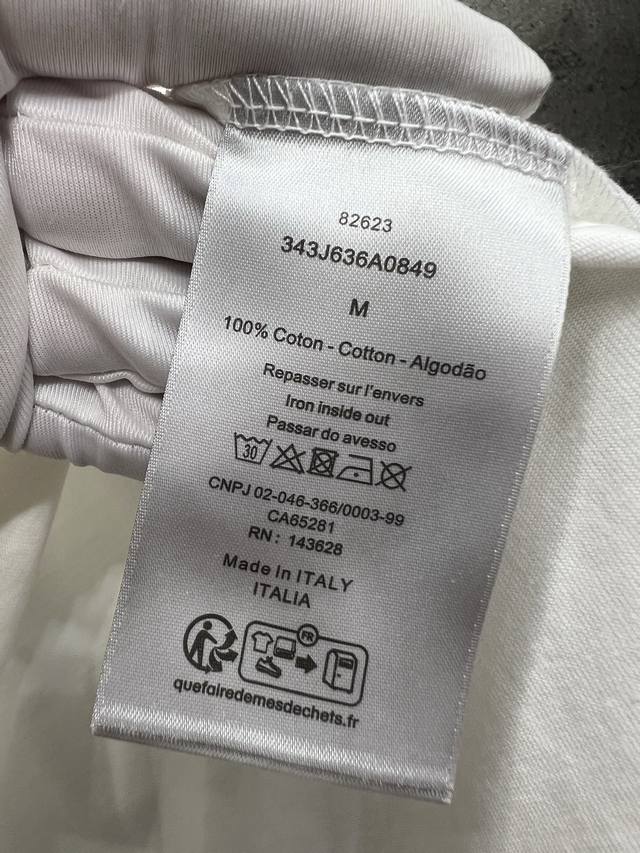 82623
343J636A0849
M
100% Coton - Cotton - Algodão
Repasser sur l'envers
Iron inside out
Passar do avesso
30
CNPJ 02-046-366/0003-99
CA65281
RN : 143628
Made In ITALY
ITALIA
FR
quefairedemesdechets.fr